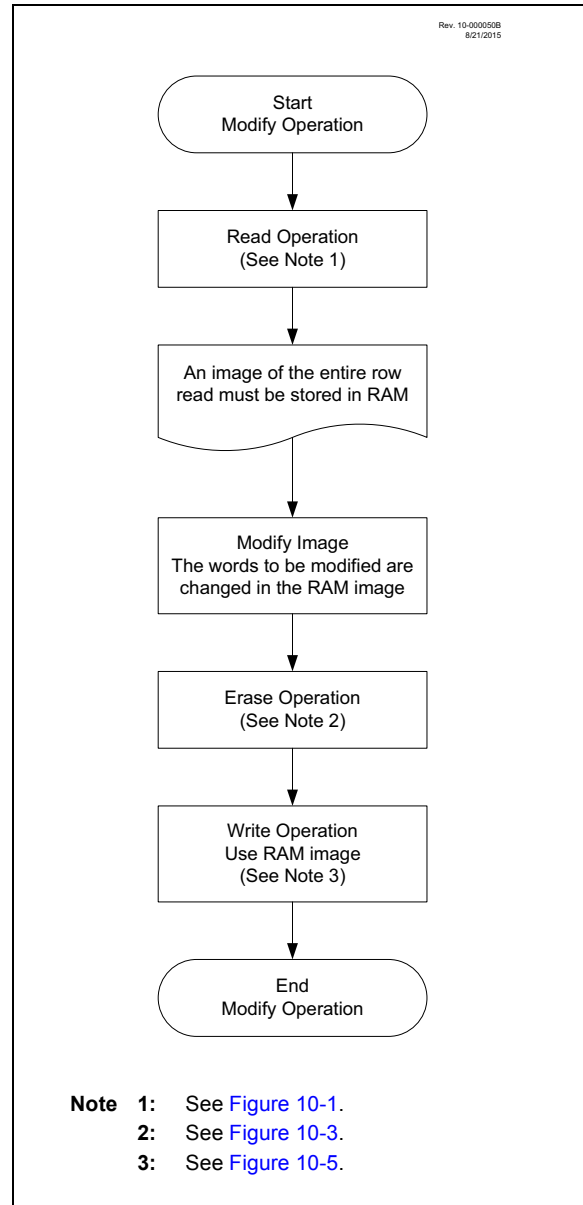 Rev. 10-000050B
8/21/2015
Start
Modify Operation
Read Operation
(See Note 1)
An image of the entire row
read must be stored in RAM
Modify Image
The words to be modified are
changed in the RAM image
Erase Operation
(See Note 2)
Write Operation
Use RAM image
(See Note 3)
End
Modify Operation
Note 1: See Figure 10-1.
2: See Figure 10-3.
3: See Figure 10-5.